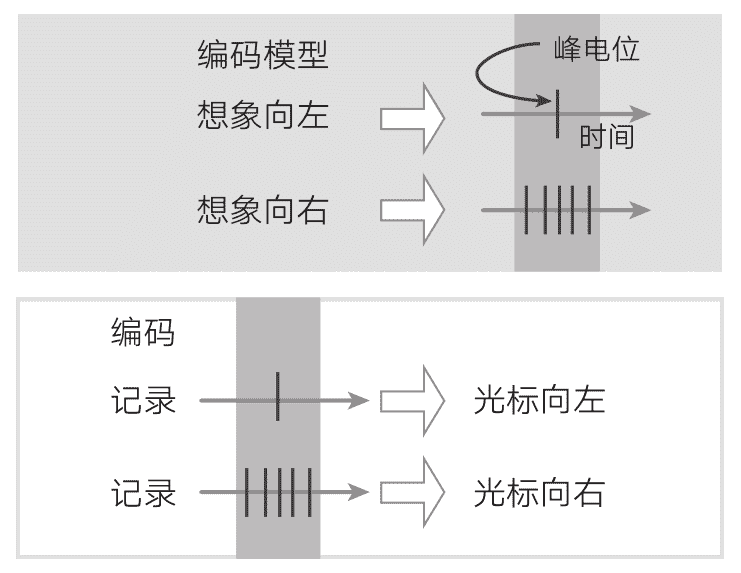 编码模型
峰电位
想象向左
时间
想象向右
编码
记录
光标向左
记录
光标向右